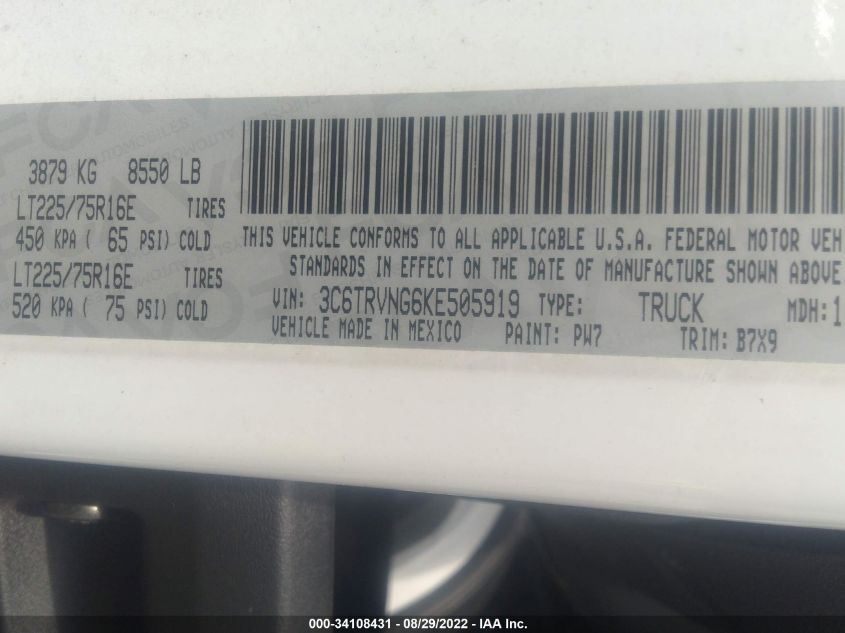 3879 KG 8550 LB
LT225/75R16E TIRES
450 KPA ( 65 PSI) COLD
LT225/75R16E TIRES
520 KPA ( 75 PSI) COLD
THIS VEHICLE CONFORMS TO ALL APPLICABLE U.S.A. FEDERAL MOTOR VEH
STANDARDS IN EFFECT ON THE DATE OF MANUFACTURE SHOWN ABOVE
VIN: 3C6TRVNG6KE505919 TYPE: TRUCK MDH:1
VEHICLE MADE IN MEXICO PAINT: PW7 TRIM: B7X9
000-34108431 - 08/29/2022 - IAA Inc.